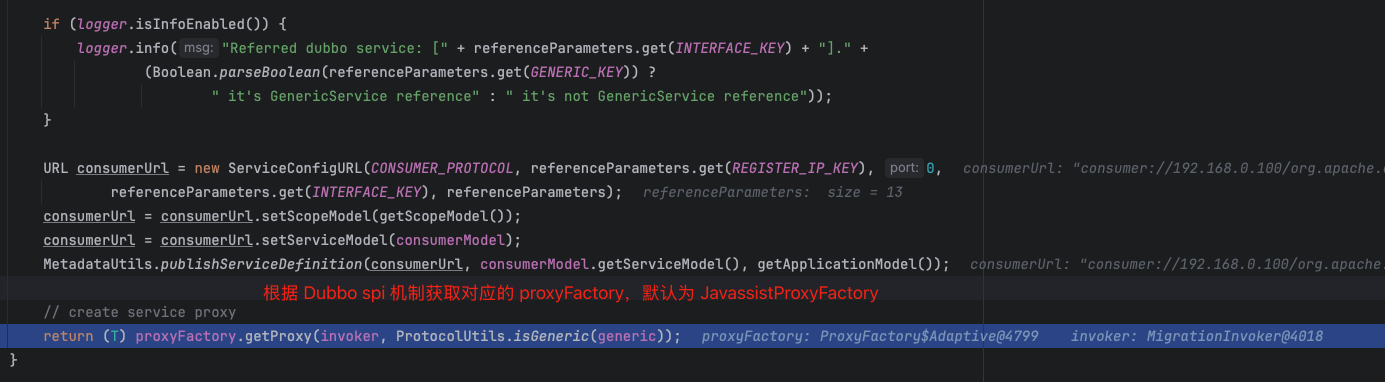 if (logger.isInfoEnabled()) {
logger.info( msg: "Referred dubbo service: [" + referenceParameters.get(INTERFACE_KEY) + "]." +
(Boolean.parseBoolean(referenceParameters.get(GENERIC_KEY)) ?
" it's GenericService reference" : " it's not GenericService reference"));
}
URL consumerUrl = new ServiceConfigURL(CONSUMER_PROTOCOL, referenceParameters.get(REGISTER_IP_KEY), port: 0, consumerUrl: "consumer://192.168.0.100/org.apache.
referenceParameters.get(INTERFACE_KEY), referenceParameters); referenceParameters: size = 13
consumerUrl = consumerUrl.setScopeModel(getScopeModel());
consumerUrl = consumerUrl.setServiceModel(consumerModel);
MetadataUtils.publishServiceDefinition(consumerUrl, consumerModel.getServiceModel(), getApplicationModel()); consumerUrl: "consumer://192.168.0.100/org.apache.
根据 Dubbo spi 机制获取对应的 proxyFactory，默认为 JavassistProxyFactory
// create service proxy
return (T) proxyFactory.getProxy(invoker, ProtocolUtils.isGeneric(generic)); proxyFactory: ProxyFactory$Adaptive@4799 invoker: MigrationInvoker@4018
}